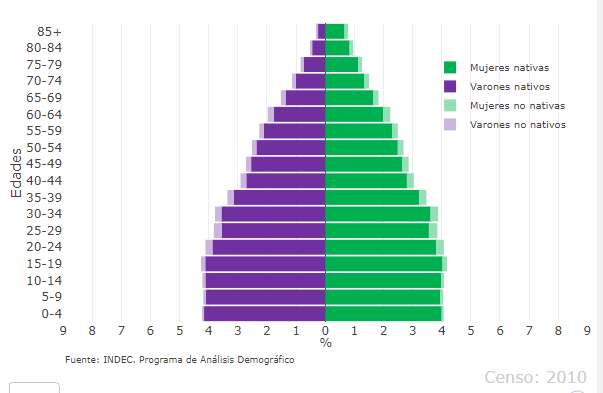 85+
80-84
75-79
70-74
65-69
60-64
55-59
50-54
45-49
40-44
35-39
30-34
25-29
20-24
15-19
10-14
5-9
0-4
Edades
Mujeres nativas
Varones nativos
Mujeres no nativas
Varones no nativos
9 8 7 6 5 4 3 2 1 0 1 2 3 4 5 6 7 8 9
%
Fuente: INDEC. Programa de Análisis Demográfico
Censo: 2010